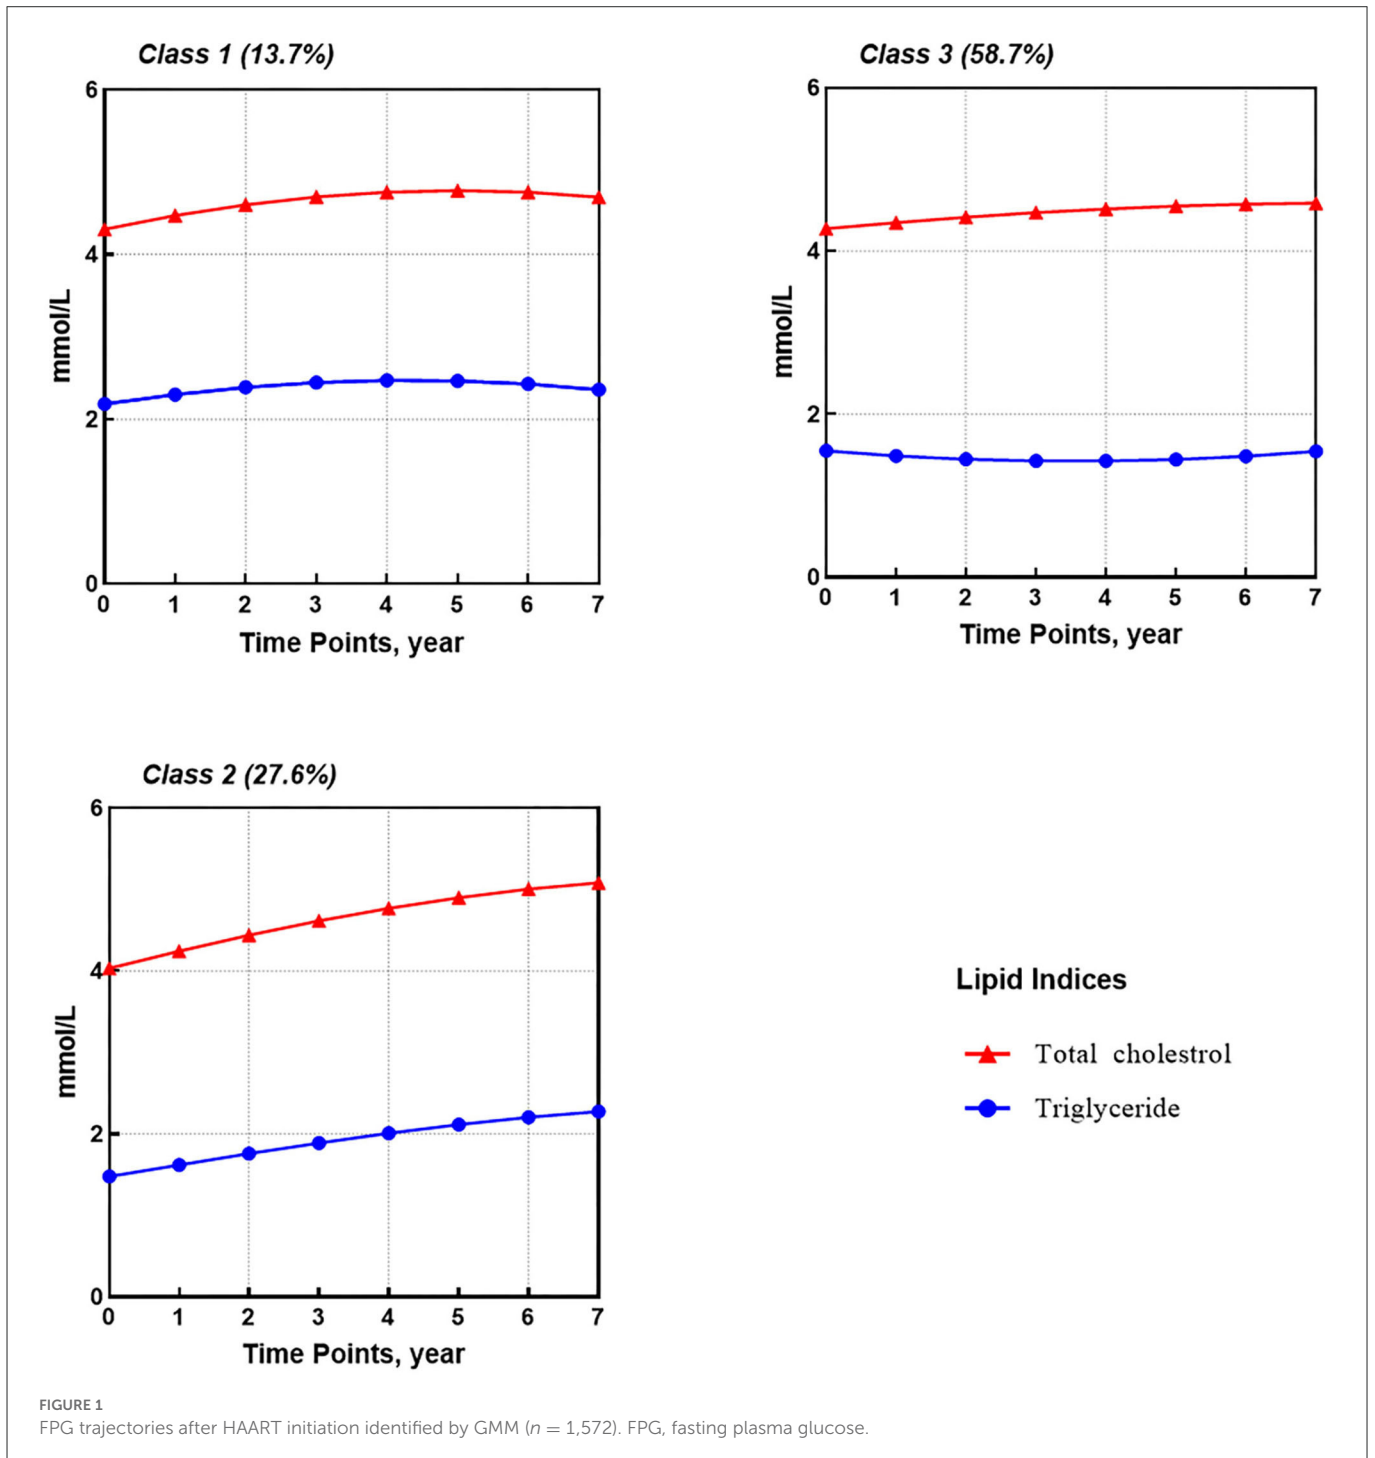 Class 1 (13.7%)
6
4
2
0
mmol/L
0 1 2 3 4 5 6 7
Time Points, year
Class 3 (58.7%)
6
4
2
0
mmol/L
0 1 2 3 4 5 6 7
Time Points, year
Class 2 (27.6%)
6
4
2
0
mmol/L
0 1 2 3 4 5 6 7
Time Points, year
Lipid Indices
Total cholestrol
Triglyceride
FIGURE 1
FPG trajectories after HAART initiation identified by GMM (n = 1,572). FPG, fasting plasma glucose.